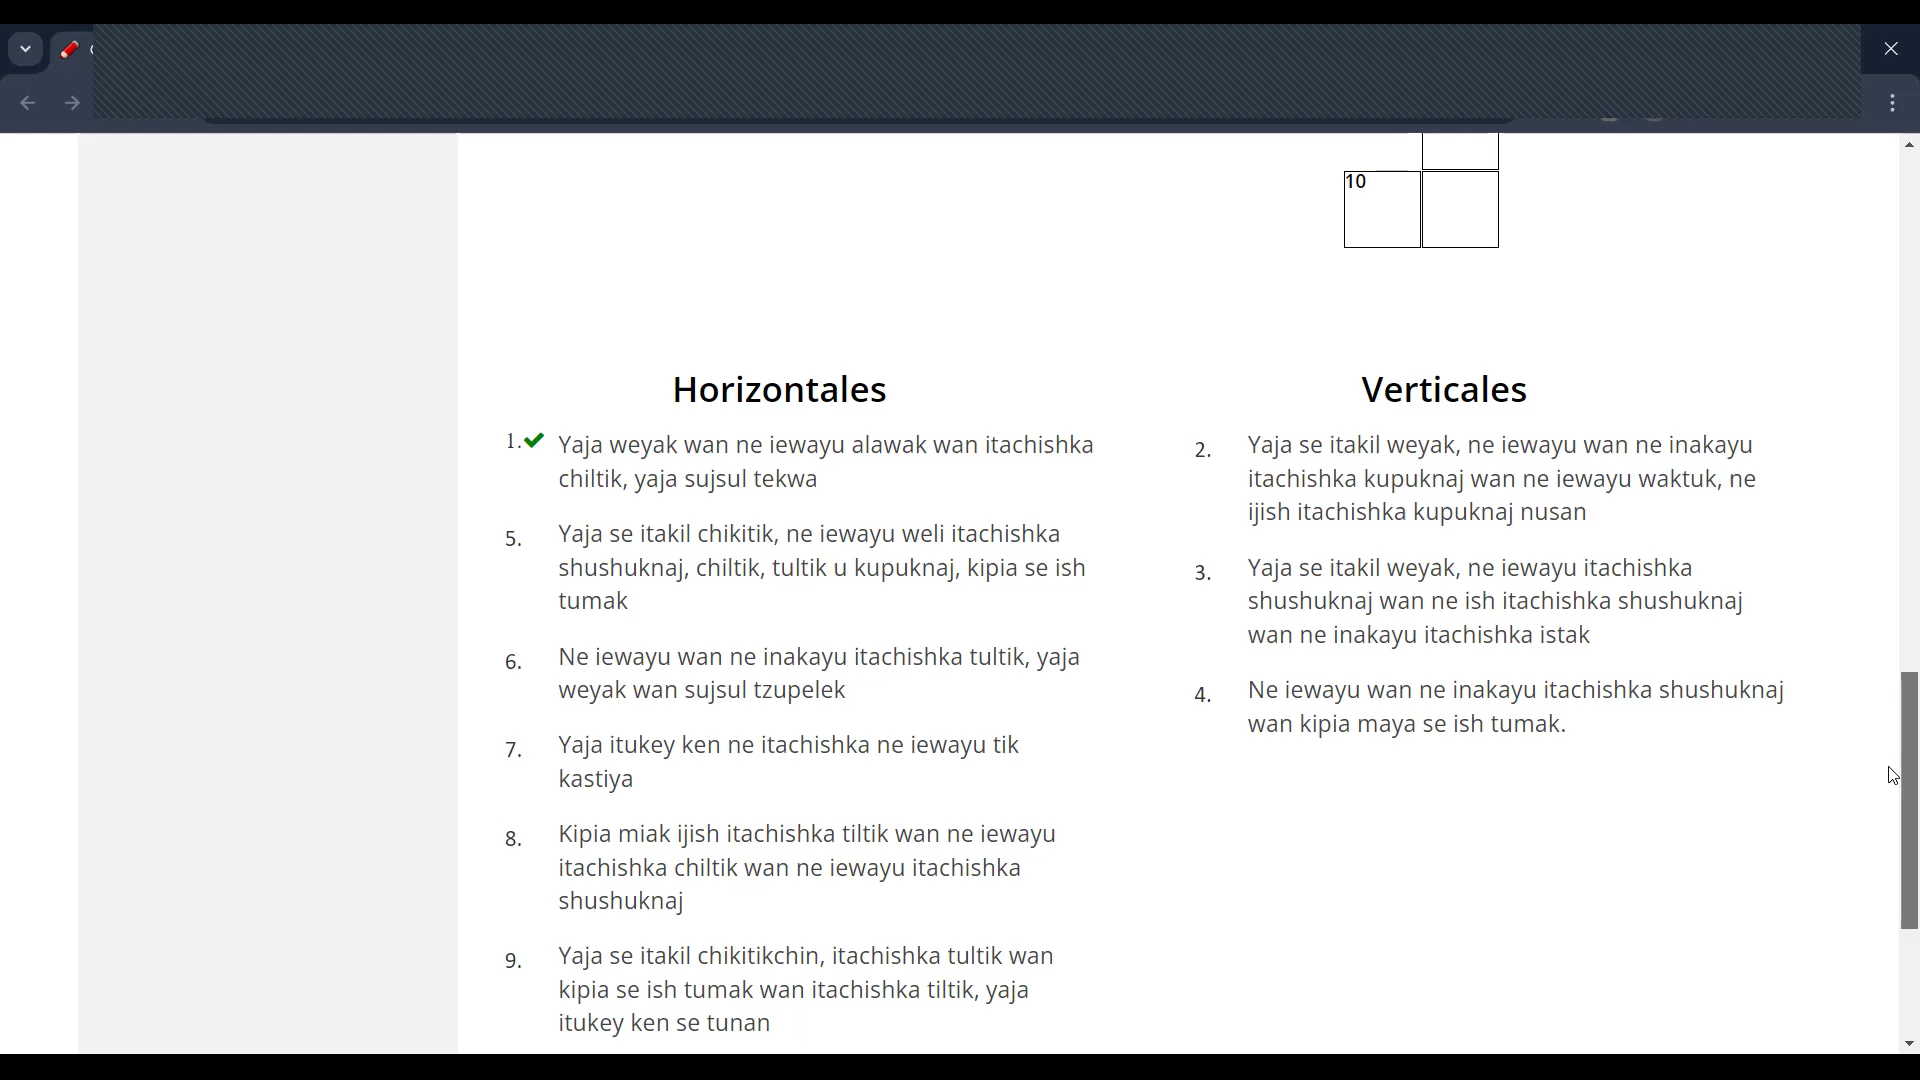 10
Horizontales
1. Yaja weyak wan ne iewayu alawak wan itachishka
chiltik, yaja sujsul tekwa
5. Yaja se itakil chikitik, ne iewayu weli itachishka
shushuknaj, chiltik, tultik u kupuknaj, kipia se ish
tumak
6. Ne iewayu wan ne inakayu itachishka tultik, yaja
weyak wan sujsul tzupelek
7. Yaja itukey ken ne itachishka ne iewayu tik
kastiya
8. Kipia miak ijish itachishka tiltik wan ne iewayu
itachishka chiltik wan ne iewayu itachishka
shushuknaj
9. Yaja se itakil chikitikchin, itachishka tultik wan
kipia se ish tumak wan itachishka tiltik, yaja
itukey ken se tunan
Verticales
2. Yaja se itakil weyak, ne iewayu wan ne inakayu
itachishka kupuknaj wan ne iewayu waktuk, ne
ijish itachishka kupuknaj nusan
3. Yaja se itakil weyak, ne iewayu itachishka
shushuknaj wan ne ish itachishka shushuknaj
wan ne inakayu itachishka istak
4. Ne iewayu wan ne inakayu itachishka shushuknaj
wan kipia maya se ish tumak.